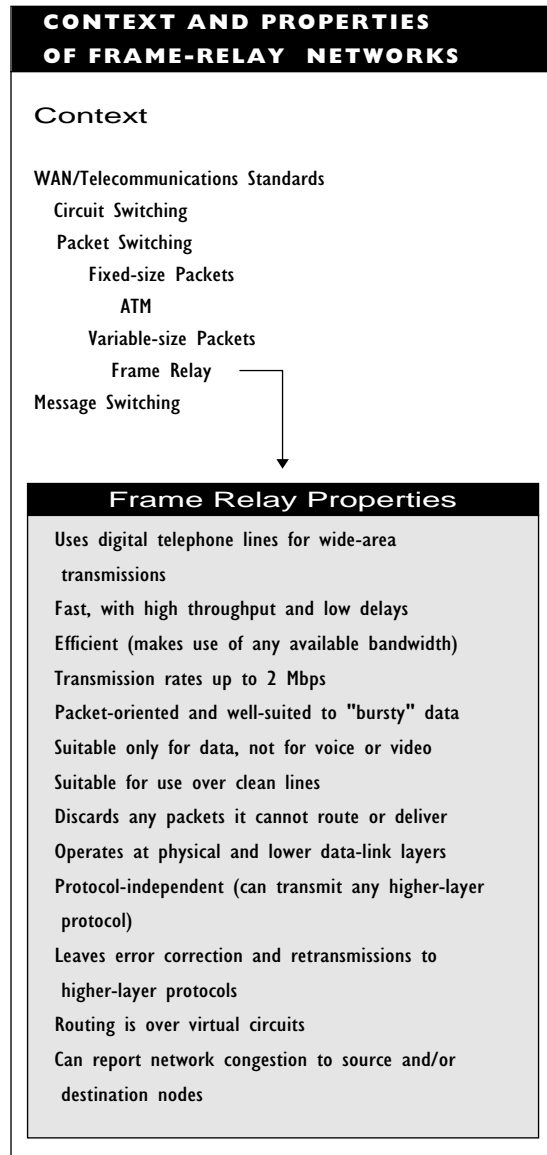 CONTEXT AND PROPERTIES
OF FRAME-RELAY NETWORKS
Context
WAN/Telecommunications Standards
Circuit Switching
Packet Switching
Fixed-size Packets
ATM
Variable-size Packets
Frame Relay
Message Switching
Frame Relay Properties
Uses digital telephone lines for wide-area
transmissions
Fast, with high throughput and low delays
Efficient (makes use of any available bandwidth)
Transmission rates up to 2 Mbps
Packet-oriented and well-suited to "bursty" data
Suitable only for data, not for voice or video
Suitable for use over clean lines
Discards any packets it cannot route or deliver
Operates at physical and lower data-link layers
Protocol-independent (can transmit any higher-layer
protocol)
Leaves error correction and retransmissions to
higher-layer protocols
Routing is over virtual circuits
Can report network congestion to source and/or
destination nodes